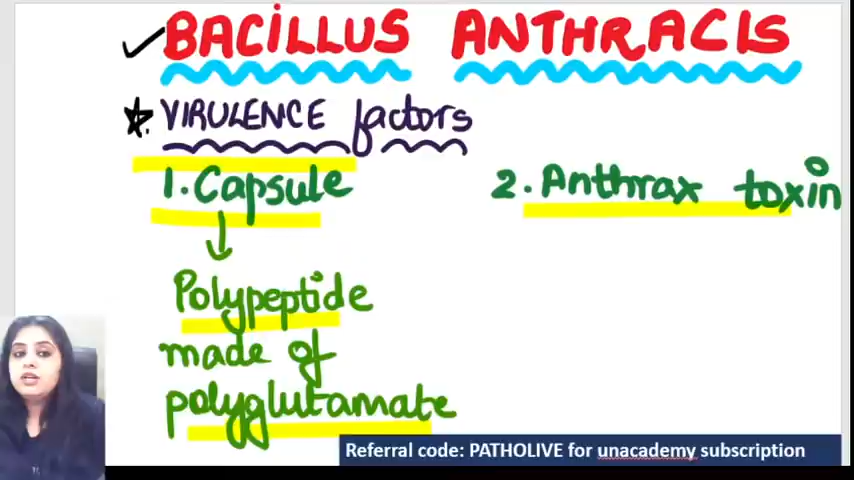 BACILLUS ANTHRACIS
VIRULENCE factors
1. Capsule
Polypeptide
made of
polyglutamate
2. Anthrax toxin
Referral code: PATHOLIVE for unacademy subscription